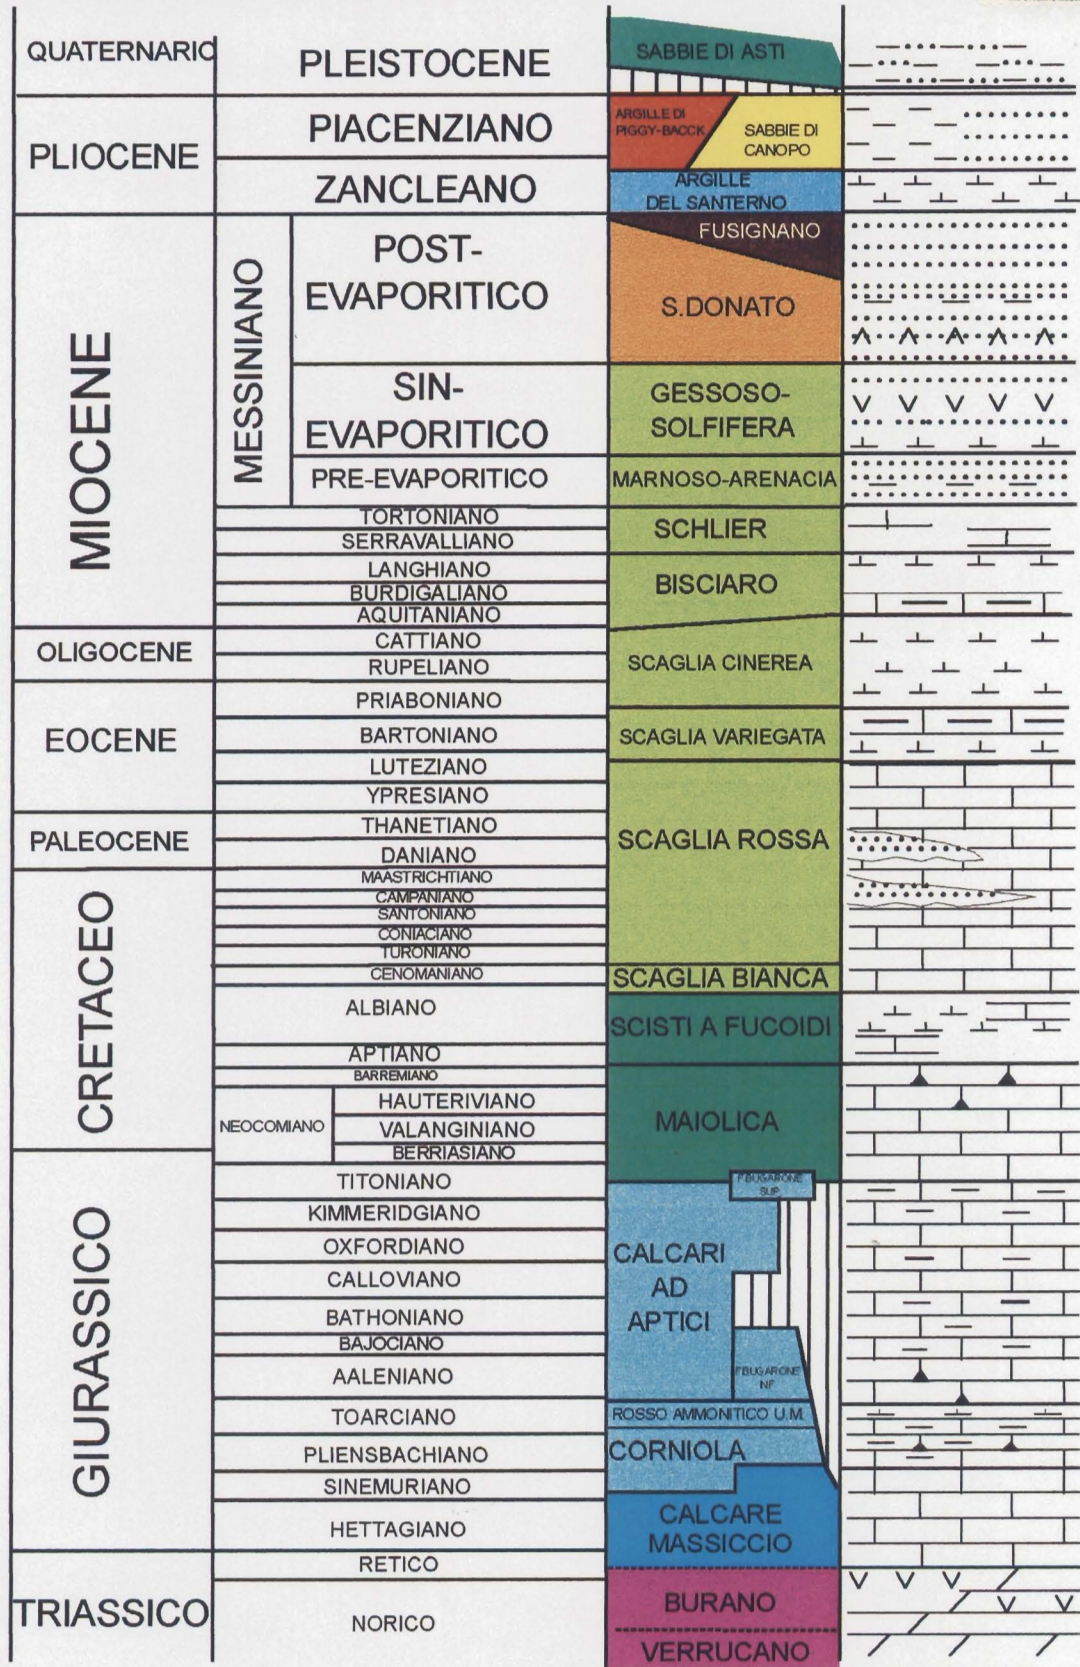 QUATERNARIO
PLEISTOCENE
SABBIE DI ASTI
PLIOCENE
PIACENZIANO
ARGILLE DI
PIGGY-BACCK
SABBIE DI
CANOPO
ZANCLEANO
ARGILLE
DEL SANTERNO
MIOCENE
MESSINIANO
POST-
EVAPORITICO
FUSIGNANO
S.DONATO
SIN-
EVAPORITICO
GESSOSO-
SOLFIFERA
PRE-EVAPORITICO
MARNOSO-ARENACIA
TORTONIANO
SERRAVALLIANO
SCHLIER
LANGHIANO
BURDIGALIANO
AQUITANIANO
BISCIARO
OLIGOCENE
CATTIANO
RUPELIANO
SCAGLIA CINEREA
EOCENE
PRIABONIANO
BARTONIANO
SCAGLIA VARIEGATA
LUTEZIANO
YPRESIANO
PALEOCENE
THANETIANO
DANIANO
SCAGLIA ROSSA
CRETACEO
MAASTRICHTIANO
CAMPANIANO
SANTONIANO
CONIACIANO
TURONIANO
CENOMANIANO
SCAGLIA BIANCA
ALBIANO
SCISTI A FUCOIDI
APTIANO
BARREMIANO
NEOCOMIANO
HAUTERIVIANO
VALANGINIANO
BERRIASIANO
MAIOLICA
GIURASSICO
TITONIANO
F.BUGARONE
SUP.
KIMMERIDGIANO
OXFORDIANO
CALLOVIANO
BATHONIANO
BAJOCIANO
AALENIANO
CALCARI
AD
APTICI
F.BUGARONE
INF.
TOARCIANO
ROSSO AMMONITICO U.M.
PLIENSBACHIANO
CORNIOLA
SINEMURIANO
HETTAGIANO
CALCARE
MASSICCIO
TRIASSICO
RETICO
NORICO
BURANO
VERRUCANO